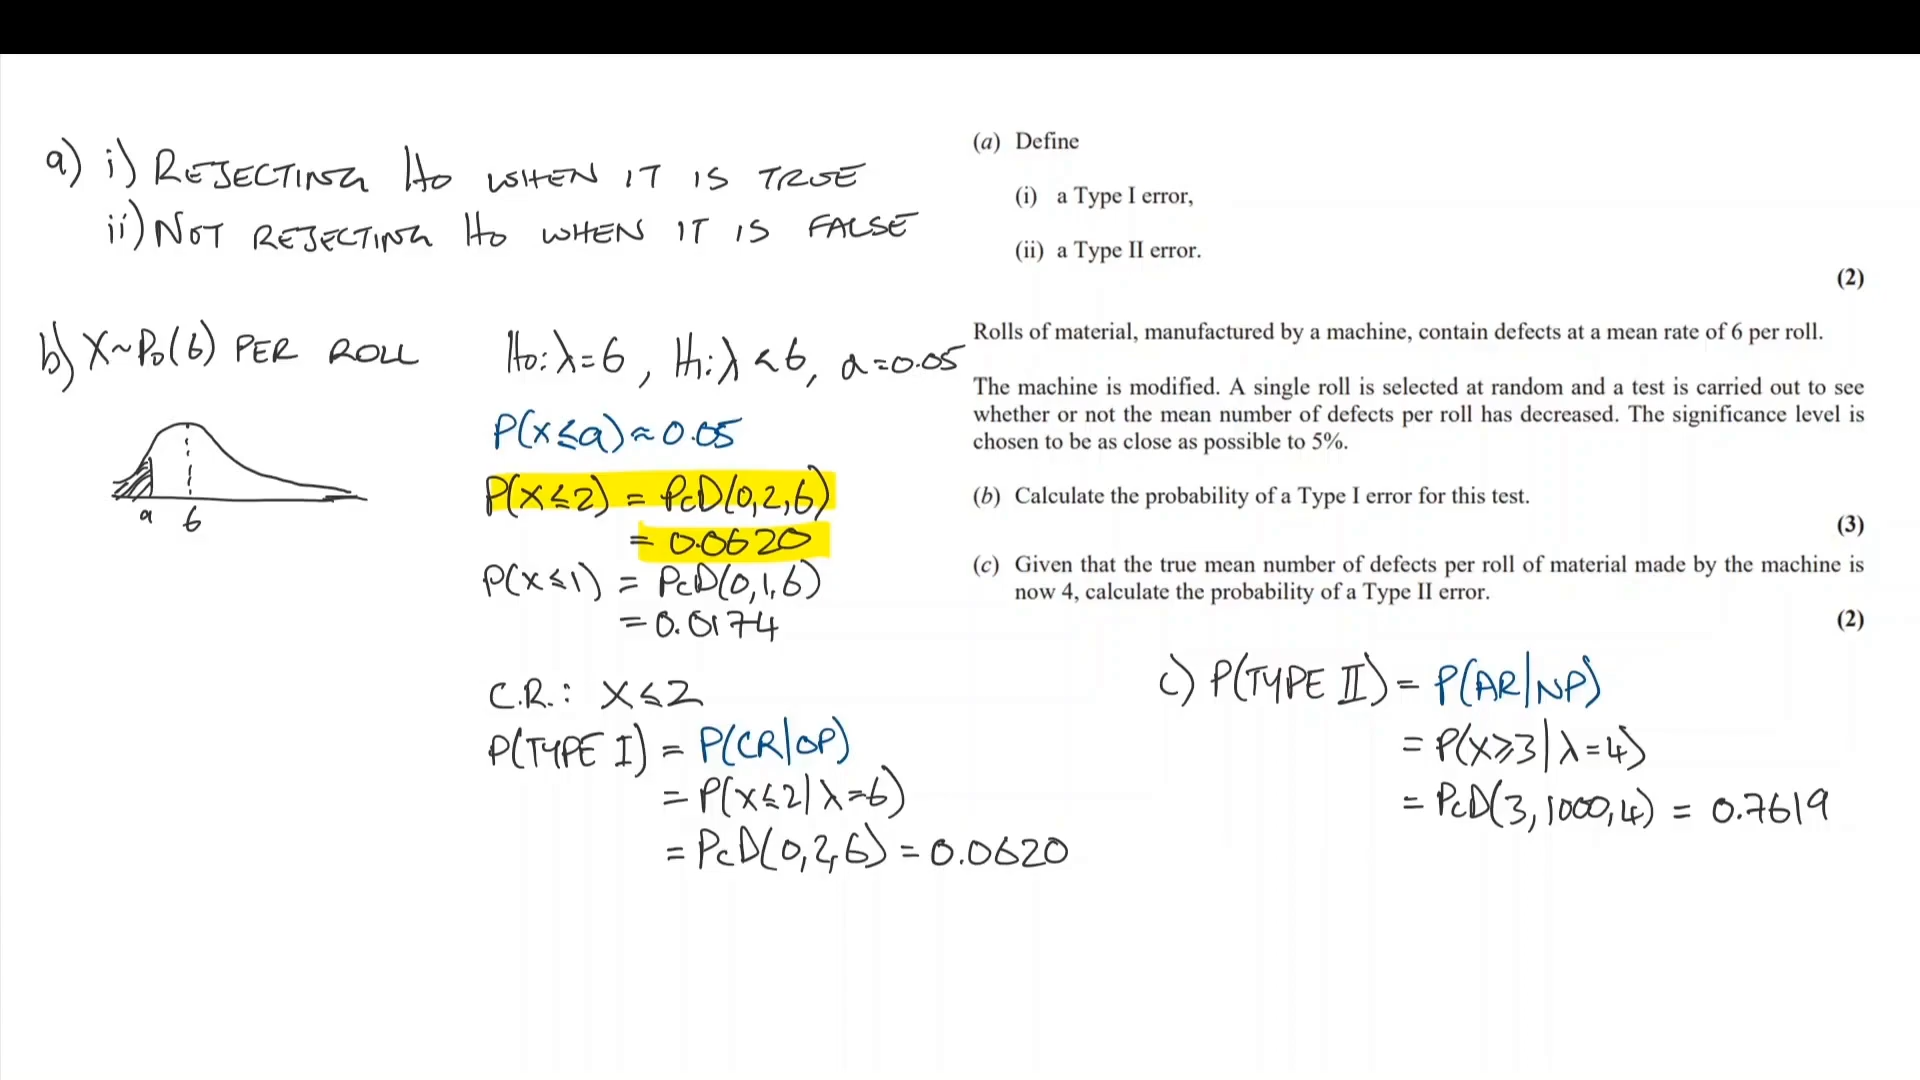 a) i) REJECTING H0 WHEN IT IS TRUE
ii) NOT REJECTING H0 WHEN IT IS FALSE
b) X~Po(6) PER ROLL
H0: λ=6, H1: λ<6, a=0.05
a 6
P(X≤a)≈0.05
P(X≤2) = PcD(0,2,6)
= 0.0620
P(X≤1) = PcD(0,1,6)
= 0.0174
C.R.: X≤2
P(TYPE I) = P(CR|OP)
= P(X≤2|λ=6)
= PcD(0,2,6) = 0.0620
(a) Define
(i) a Type I error,
(ii) a Type II error.
(2)
Rolls of material, manufactured by a machine, contain defects at a mean rate of 6 per roll.
The machine is modified. A single roll is selected at random and a test is carried out to see
whether or not the mean number of defects per roll has decreased. The significance level is
chosen to be as close as possible to 5%.
(b) Calculate the probability of a Type I error for this test.
(3)
(c) Given that the true mean number of defects per roll of material made by the machine is
now 4, calculate the probability of a Type II error.
(2)
c) P(TYPE II) = P(AR|NP)
= P(X≥3|λ=4)
= PcD(3,1000,4) = 0.7619